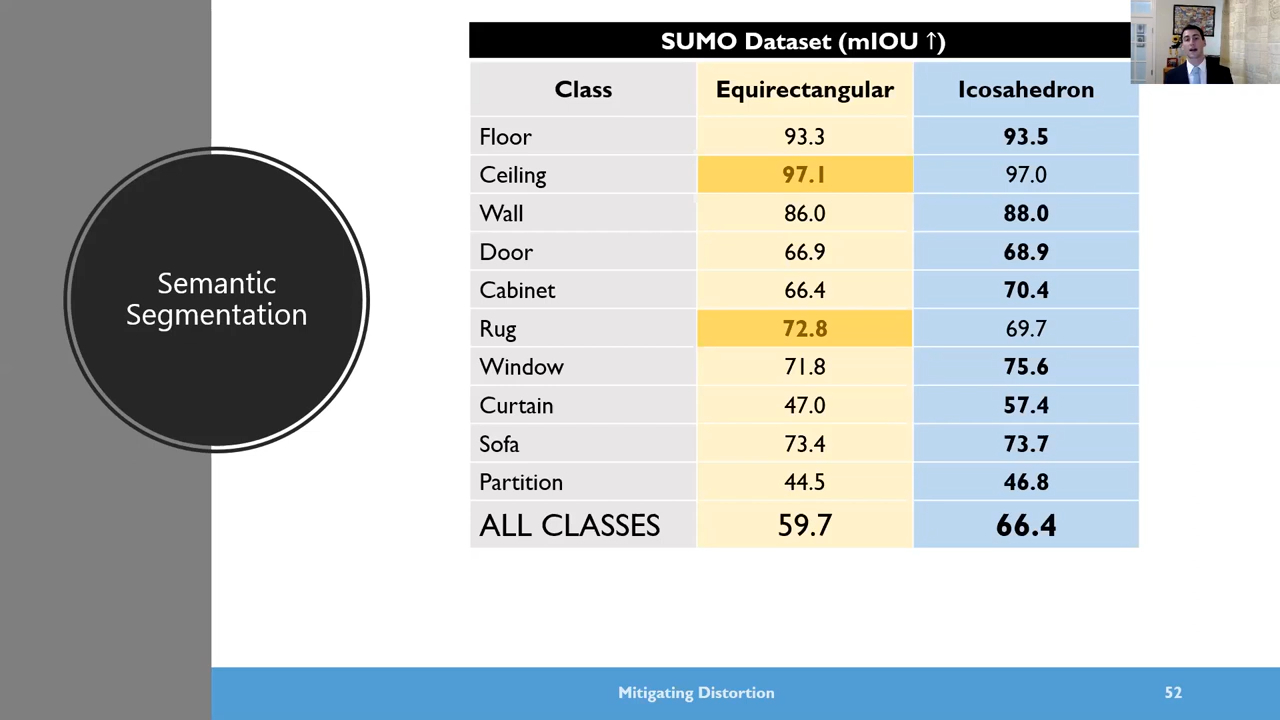 Semantic
Segmentation
SUMO Dataset (mIOU ↑)
Class Equirectangular Icosahedron
Floor 93.3 93.5
Ceiling 97.1 97.0
Wall 86.0 88.0
Door 66.9 68.9
Cabinet 66.4 70.4
Rug 72.8 69.7
Window 71.8 75.6
Curtain 47.0 57.4
Sofa 73.4 73.7
Partition 44.5 46.8
ALL CLASSES 59.7 66.4
Mitigating Distortion 52